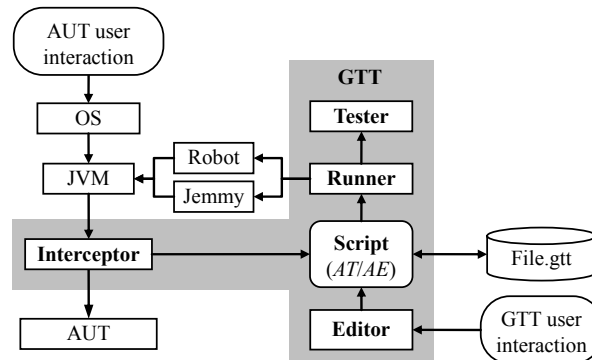 AUT user
interaction
GTT
OS
Tester
Robot
JVM
Runner
Jemmy
Interceptor
Script
(AT/AE)
File.gtt
AUT
Editor
GTT user
interaction